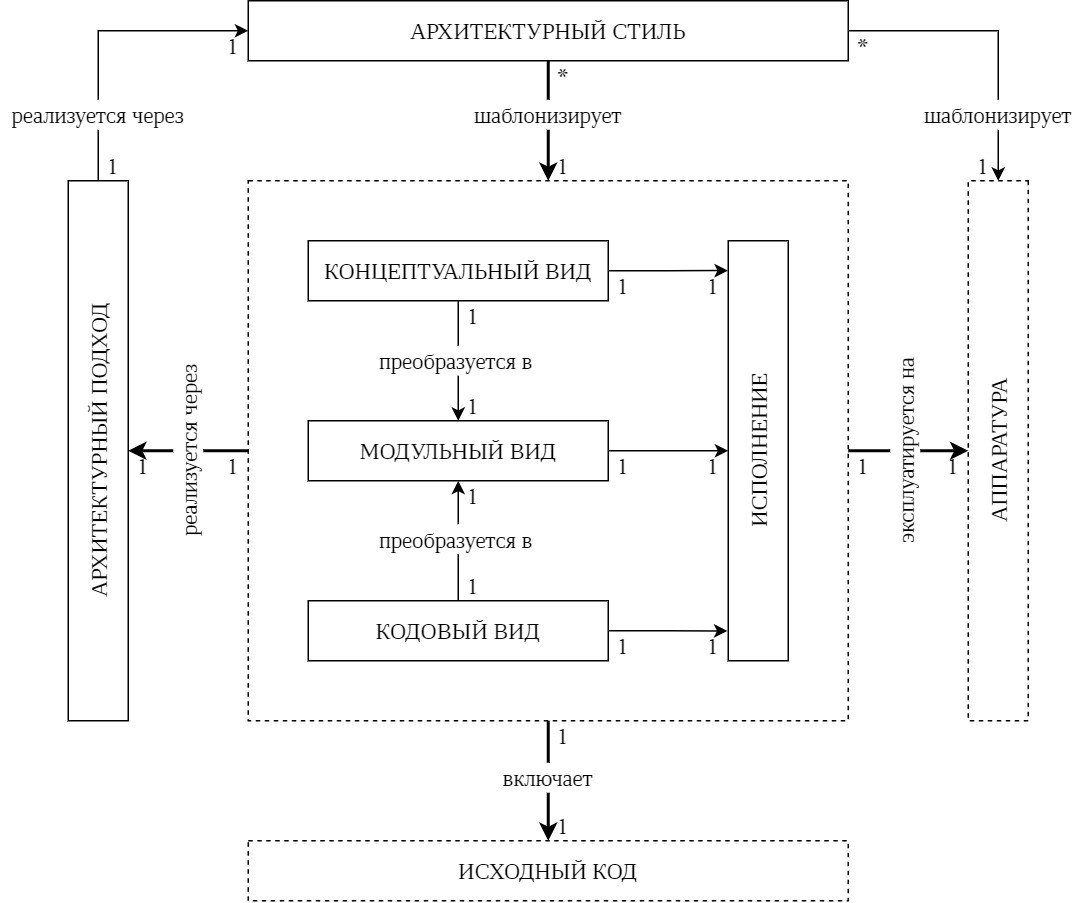 АРХИТЕКТУРНЫЙ СТИЛЬ
1
*
*
реализуется через
шаблонизирует
шаблонизирует
1
1
1
КОНЦЕПТУАЛЬНЫЙ ВИД
1
1
1
преобразуется в
1
АРХИТЕКТУРНЫЙ ПОДХОД
реализуется через
1
1
МОДУЛЬНЫЙ ВИД
1
1
ИСПОЛНЕНИЕ
эксплуатируется на
1
1
АППАРАТУРА
1
преобразуется в
1
КОДОВЫЙ ВИД
1
1
1
включает
1
ИСХОДНЫЙ КОД